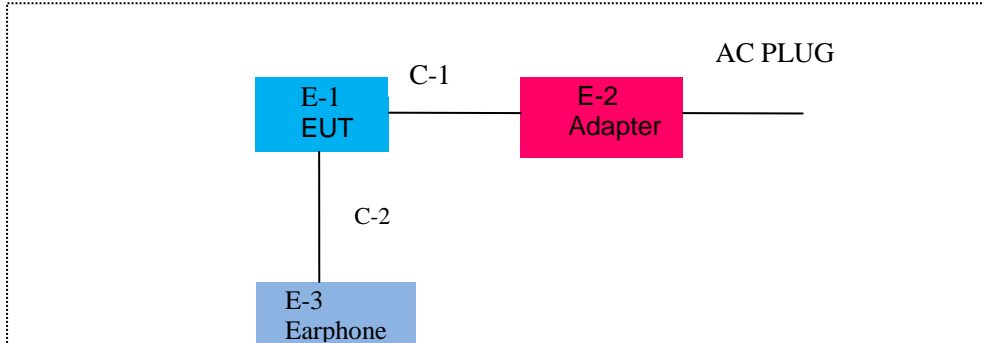 AC PLUG
C-1
E-1
EUT
E-2
Adapter
C-2
E-3
Earphone